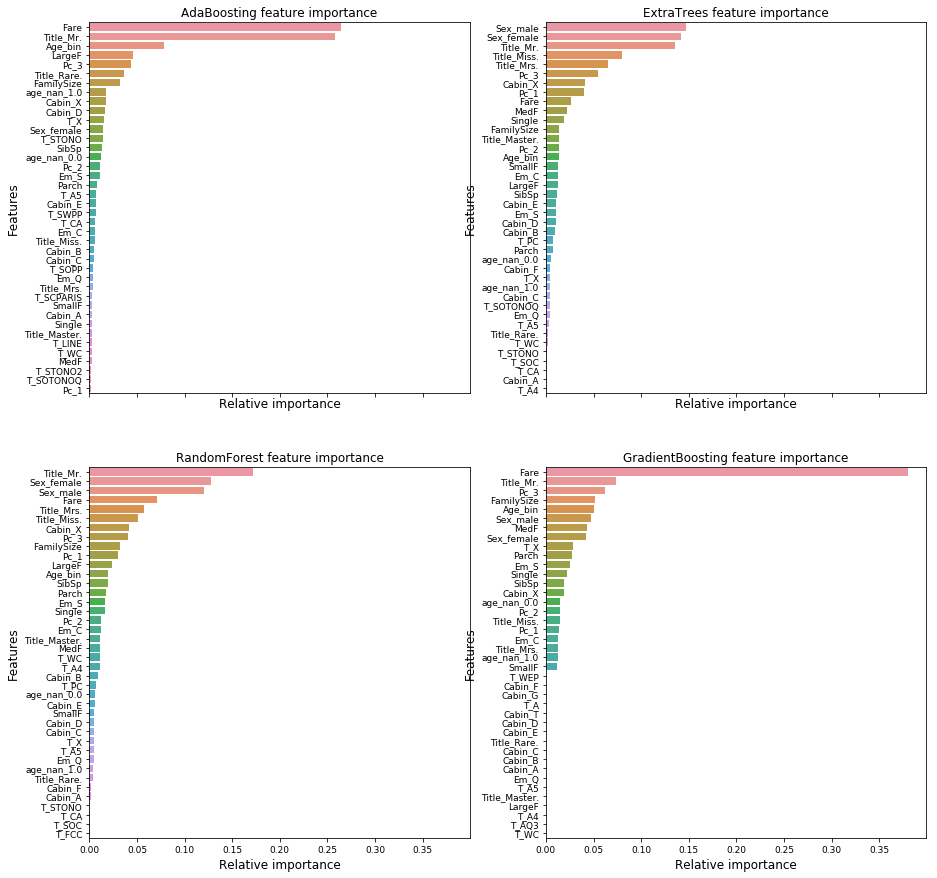 AdaBoosting feature importance
Fare
Title_Mr.
Age_bin
LargeF
Pc_3
Title_Rare.
FamilySize
age_nan_1.0
Cabin_X
Cabin_D
T_X
Sex_female
T_STONO
SibSp
age_nan_0.0
Pc_2
Em_S
Parch
T_A5
Cabin_E
T_SWPP
T_CA
Em_C
Title_Miss.
Cabin_B
Cabin_C
T_SOPP
Em_Q
Title_Mrs.
T_SCPARIS
SmallF
Cabin_A
Single
Title_Master.
T_LINE
T_WC
MedF
T_STONO2
T_SOTONOQ
Pc_1
Features
Relative importance
ExtraTrees feature importance
Sex_male
Sex_female
Title_Mr.
Title_Miss.
Title_Mrs.
Pc_3
Cabin_X
Pc_1
Fare
MedF
Single
FamilySize
Title_Master.
Pc_2
Age_bin
SmallF
Em_C
LargeF
SibSp
Cabin_E
Em_S
Cabin_D
Cabin_B
T_PC
Parch
age_nan_0.0
Cabin_F
T_X
age_nan_1.0
Cabin_C
T_SOTONOQ
Em_Q
T_A5
Title_Rare.
T_WC
T_STONO
T_SOC
T_CA
Cabin_A
T_A4
Features
Relative importance
RandomForest feature importance
Title_Mr.
Sex_female
Sex_male
Fare
Title_Mrs.
Title_Miss.
Cabin_X
Pc_3
FamilySize
Pc_1
LargeF
Age_bin
SibSp
Parch
Em_S
Single
Pc_2
Em_C
Title_Master.
MedF
T_WC
T_A4
Cabin_B
T_PC
age_nan_0.0
Cabin_E
SmallF
Cabin_D
Cabin_C
T_X
T_A5
Em_Q
age_nan_1.0
Title_Rare.
Cabin_F
Cabin_A
T_STONO
T_CA
T_SOC
T_FCC
Features
0.00 0.05 0.10 0.15 0.20 0.25 0.30 0.35
Relative importance
GradientBoosting feature importance
Fare
Title_Mr.
Pc_3
FamilySize
Age_bin
Sex_male
MedF
Sex_female
T_X
Parch
Em_S
Single
SibSp
Cabin_X
age_nan_0.0
Pc_2
Title_Miss.
Pc_1
Em_C
Title_Mrs.
age_nan_1.0
SmallF
T_WEP
Cabin_F
Cabin_G
T_A
Cabin_T
Cabin_D
Cabin_E
Title_Rare.
Cabin_C
Cabin_B
Cabin_A
Em_Q
T_A5
Title_Master.
LargeF
T_A4
T_AQ3
T_WC
Features
0.00 0.05 0.10 0.15 0.20 0.25 0.30 0.35
Relative importance